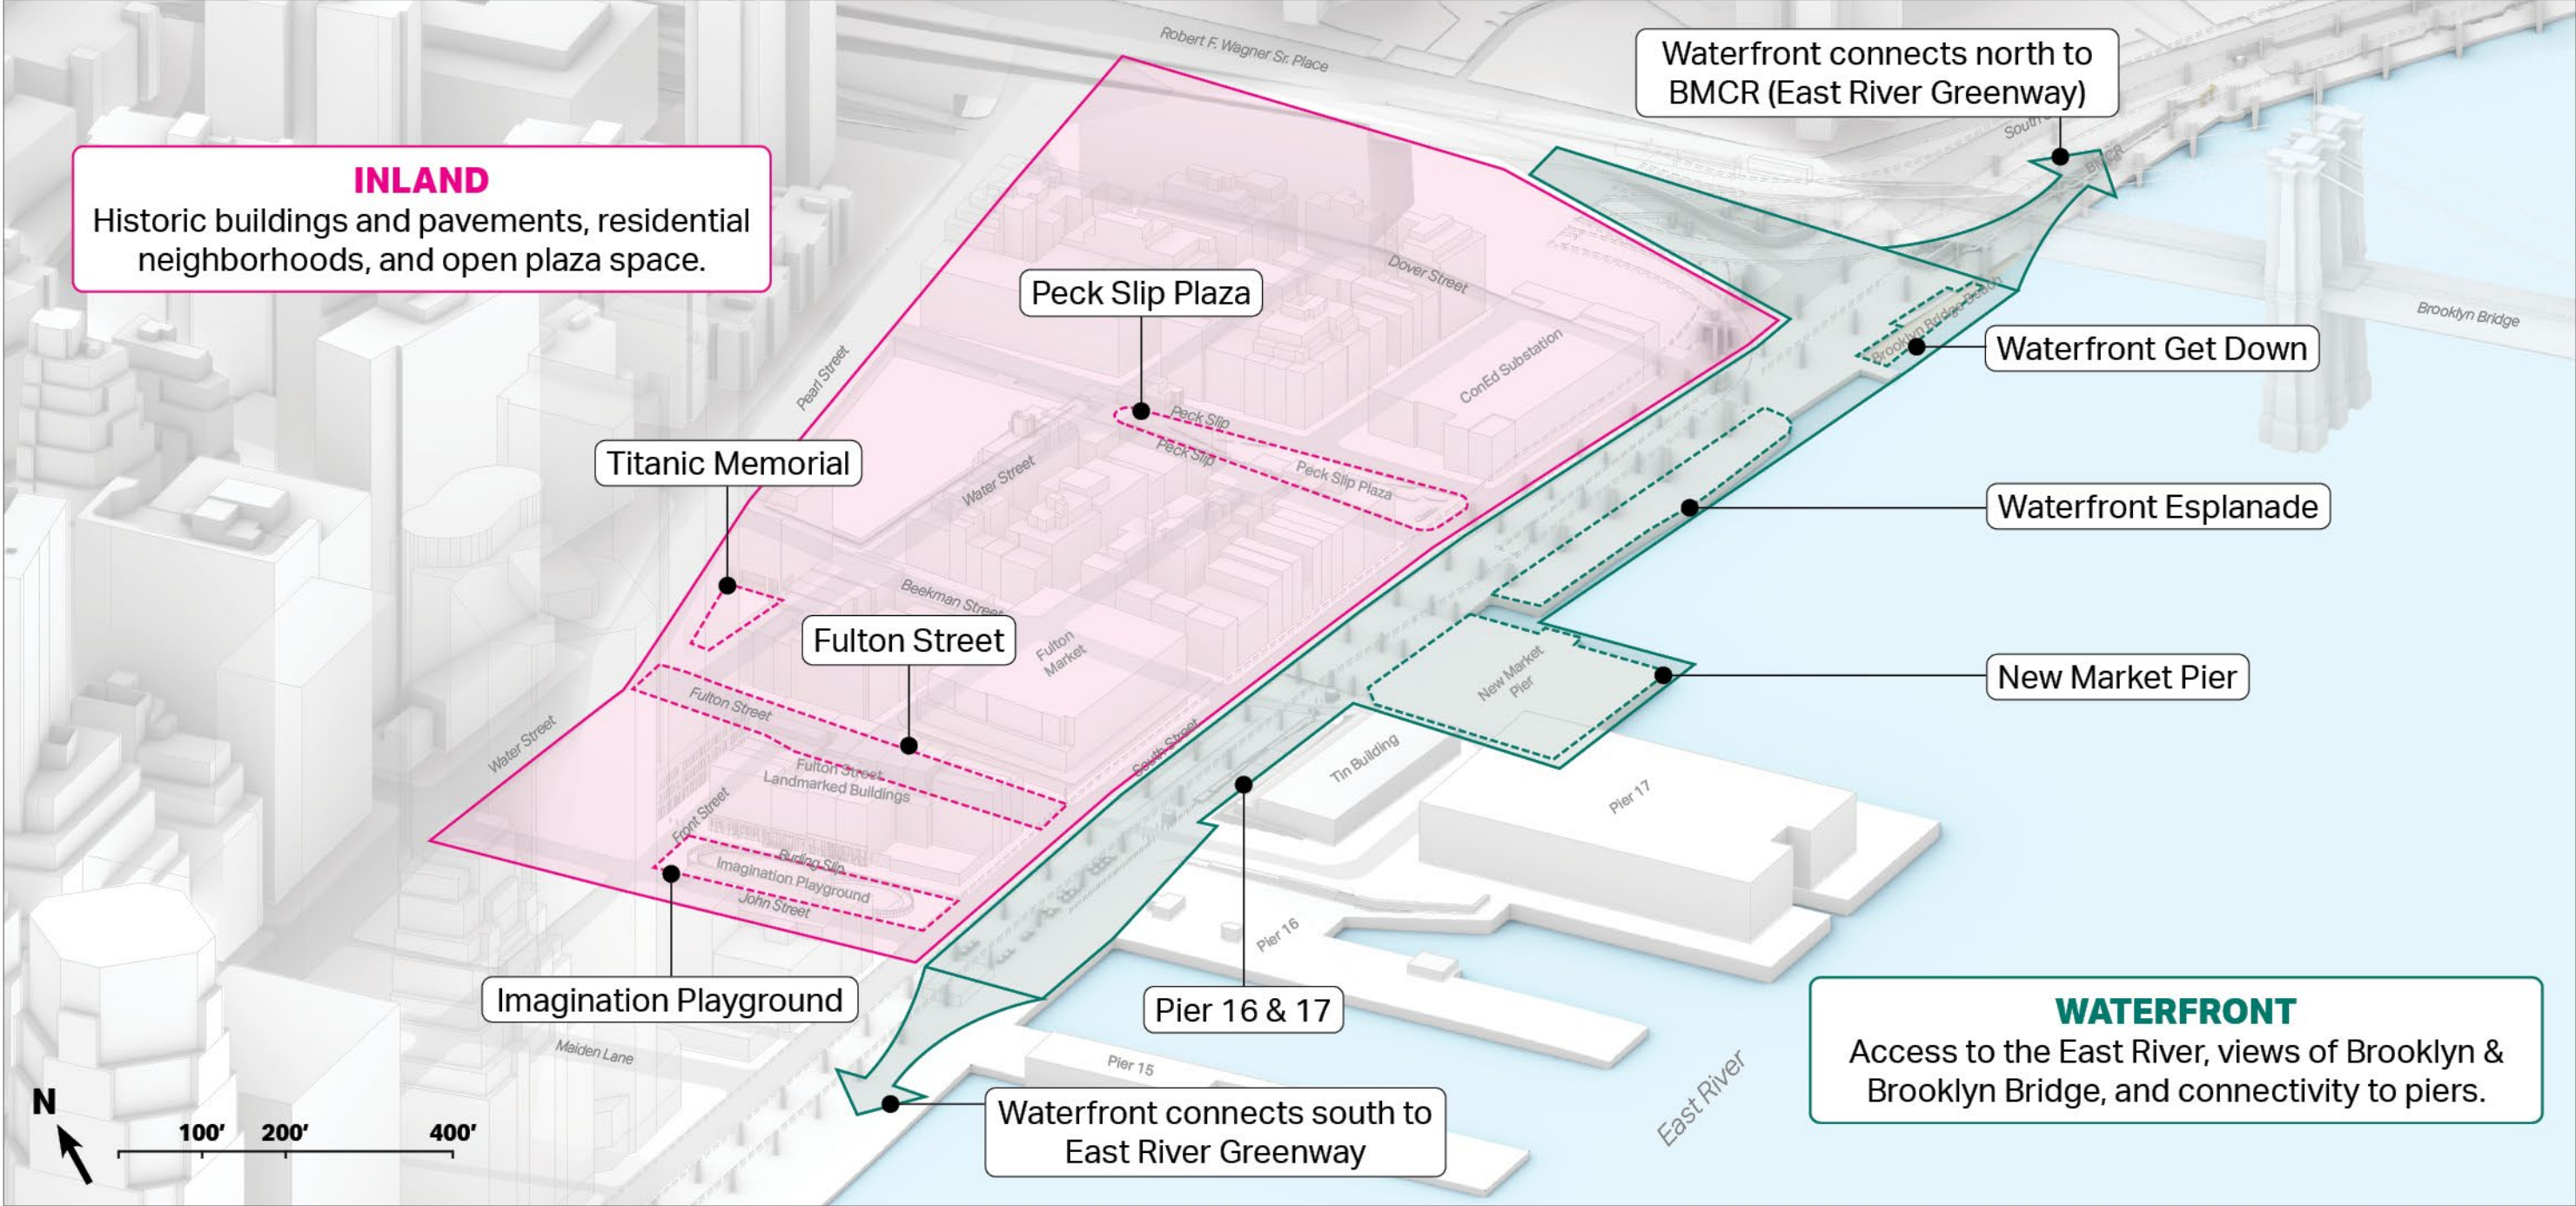 Robert F. Wagner Sr. Place
Waterfront connects north to
BMCR (East River Greenway)
South
BMCR
INLAND
Historic buildings and pavements, residential
neighborhoods, and open plaza space.
Peck Slip Plaza
Dover Street
Brooklyn Bridge Beach
Brooklyn Bridge
Waterfront Get Down
Pearl Street
ConEd Substation
Peck Slip
Peck Slip
Peck Slip Plaza
Titanic Memorial
Water Street
Waterfront Esplanade
Beekman Street
Fulton Street
Fulton
Market
New Market
Pier
New Market Pier
Fulton Street
Water Street
South Street
Fulton Street
Landmarked Buildings
Tin Building
Pier 17
Front Street
Burling Slip
Imagination Playground
John Street
Pier 16
Imagination Playground
Pier 16 & 17
WATERFRONT
Access to the East River, views of Brooklyn &
Brooklyn Bridge, and connectivity to piers.
Maiden Lane
Pier 15
East River
Waterfront connects south to
East River Greenway
N
100′ 200′ 400′